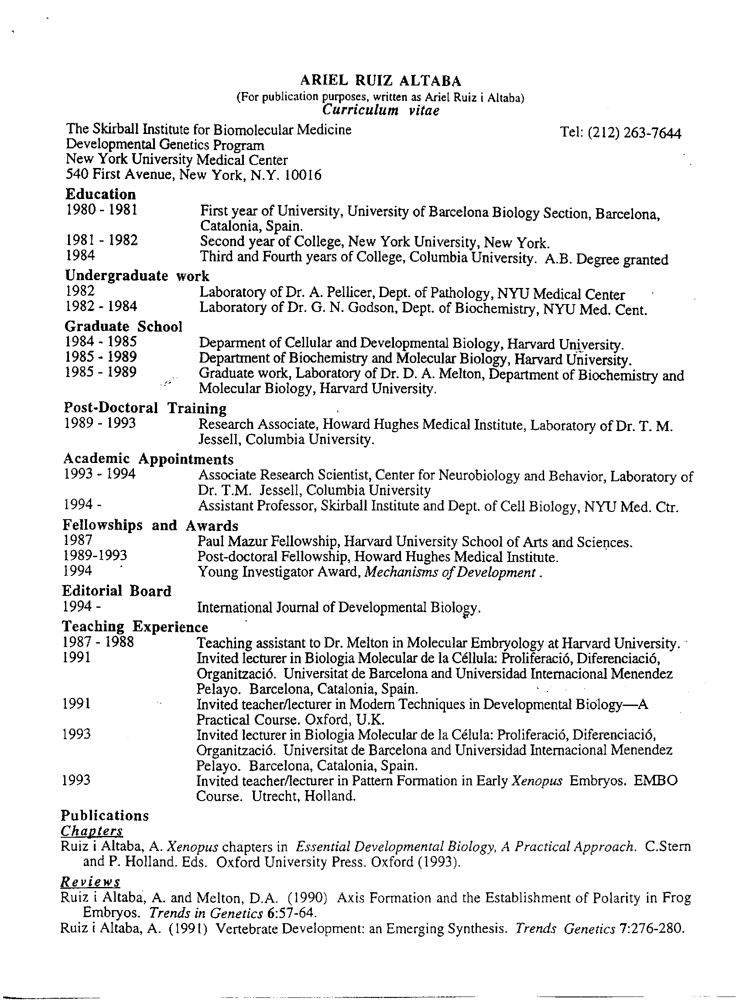 ARIEL RUIZ ALTABA
(For publication purposes, written as Ariel Ruiz i Altaba)
Curriculum vitae
The Skirball Institute for Biomolecular Medicine Tel: (212) 263-7644
Developmental Genetics Program
New York University Medical Center
540 First Avenue, New York, N.Y. 10016
Education
1980 - 1981 First year of University, University of Barcelona Biology Section, Barcelona,
Catalonia, Spain.
1981 - 1982 Second year of College, New York University, New York.
1984 Third and Fourth years of College, Columbia University. A.B. Degree granted
Undergraduate work
1982 Laboratory of Dr. A. Pellicer, Dept. of Pathology, NYU Medical Center
1982 - 1984 Laboratory of Dr. G. N. Godson, Dept. of Biochemistry, NYU Med. Cent.
Graduate School
1984 - 1985 Deparment of Cellular and Developmental Biology, Harvard University.
1985 - 1989 Department of Biochemistry and Molecular Biology, Harvard University.
1985 - 1989 Graduate work, Laboratory of Dr. D. A. Melton, Department of Biochemistry and
Molecular Biology, Harvard University.
Post-Doctoral Training
1989 - 1993 Research Associate, Howard Hughes Medical Institute, Laboratory of Dr. T. M.
Jessell, Columbia University.
Academic Appointments
1993 - 1994 Associate Research Scientist, Center for Neurobiology and Behavior, Laboratory of
Dr. T.M. Jessell, Columbia University
1994 - Assistant Professor, Skirball Institute and Dept. of Cell Biology, NYU Med. Ctr.
Fellowships and Awards
1987 Paul Mazur Fellowship, Harvard University School of Arts and Sciences.
1989-1993 Post-doctoral Fellowship, Howard Hughes Medical Institute.
1994 Young Investigator Award, Mechanisms of Development .
Editorial Board
1994 - International Journal of Developmental Biology.
Teaching Experience
1987 - 1988 Teaching assistant to Dr. Melton in Molecular Embryology at Harvard University.
1991 Invited lecturer in Biologia Molecular de la Céllula: Proliferació, Diferenciació,
Organització. Universitat de Barcelona and Universidad Internacional Menendez
Pelayo. Barcelona, Catalonia, Spain.
1991 Invited teacher/lecturer in Modern Techniques in Developmental Biology—A
Practical Course. Oxford, U.K.
1993 Invited lecturer in Biologia Molecular de la Célula: Proliferació, Diferenciació,
Organització. Universitat de Barcelona and Universidad Internacional Menendez
Pelayo. Barcelona, Catalonia, Spain.
1993 Invited teacher/lecturer in Pattern Formation in Early Xenopus Embryos. EMBO
Course. Utrecht, Holland.
Publications
Chapters
Ruiz i Altaba, A. Xenopus chapters in Essential Developmental Biology, A Practical Approach. C.Stern
and P. Holland. Eds. Oxford University Press. Oxford (1993).
Reviews
Ruiz i Altaba, A. and Melton, D.A. (1990) Axis Formation and the Establishment of Polarity in Frog
Embryos. Trends in Genetics 6:57-64.
Ruiz i Altaba, A. (1991) Vertebrate Development: an Emerging Synthesis. Trends Genetics 7:276-280.